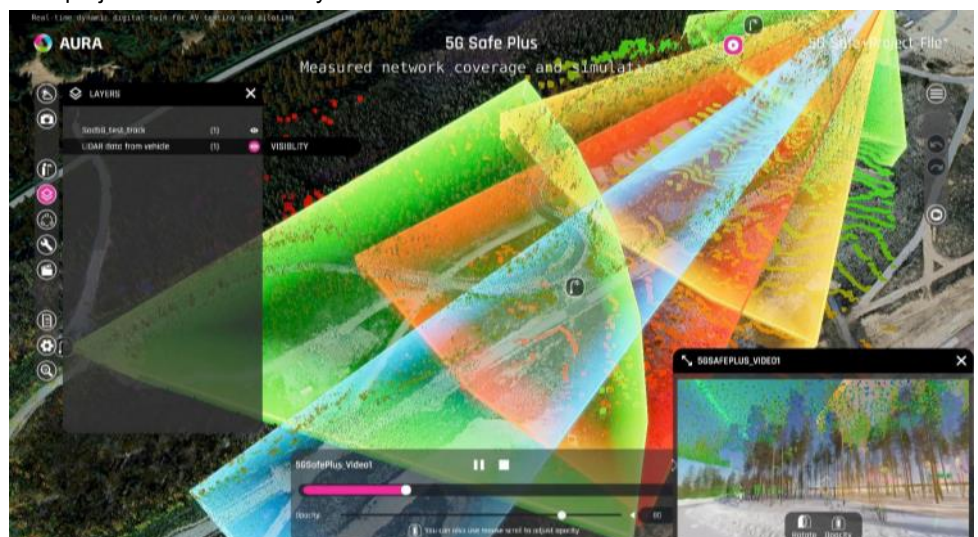 Real-time dynamic digital twin for AV testing and piloting
AURA
5G Safe Plus
Measured network coverage and simulation
LAYERS
(1)
LiDAR data from vehicle (1)
VISIBLITY
5GSAFEPLUS_VIDEO1
5GSafePlus_Video1
Opacity
80
You can also use mouse scroll to adjust opacity
Rotate Opacity